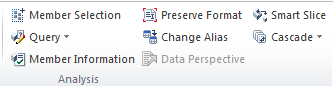 Member Selection Preserve Format Smart Slice
Query Change Alias Cascade
Member Information Data Perspective
Analysis